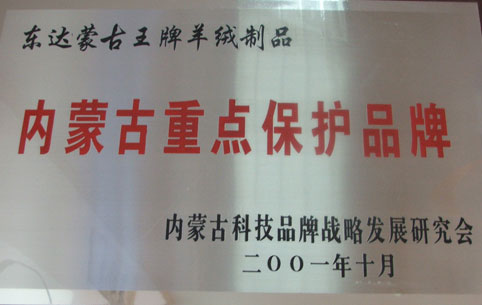 东达蒙古王牌羊绒制品
内蒙古重点保护品牌
内蒙古科技品牌战略发展研究会
二〇〇一年十月